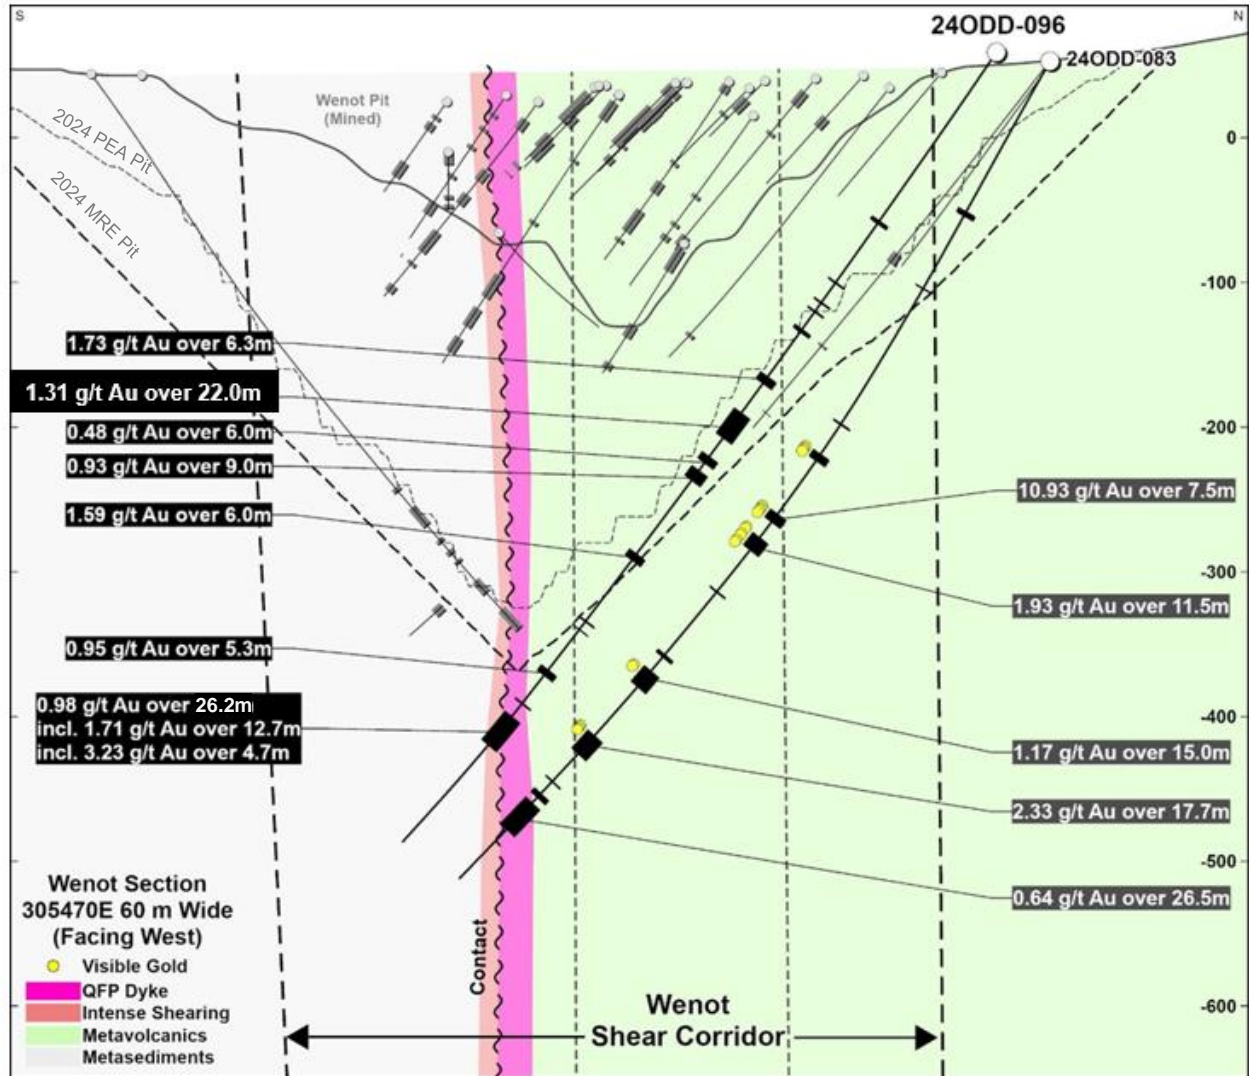 S
N
24ODD-096
24ODD-083
Wenot Pit
(Mined)
2024 PEA Pit
2024 MRE Pit
0
-100
-200
-300
-400
-500
-600
1.73 g/t Au over 6.3m
1.31 g/t Au over 22.0m
0.48 g/t Au over 6.0m
0.93 g/t Au over 9.0m
1.59 g/t Au over 6.0m
0.95 g/t Au over 5.3m
0.98 g/t Au over 26.2m
incl. 1.71 g/t Au over 12.7m
incl. 3.23 g/t Au over 4.7m
10.93 g/t Au over 7.5m
1.93 g/t Au over 11.5m
1.17 g/t Au over 15.0m
2.33 g/t Au over 17.7m
0.64 g/t Au over 26.5m
Wenot Section
305470E 60 m Wide
(Facing West)
Visible Gold
QFP Dyke
Intense Shearing
Metavolcanics
Metasediments
Contact
Wenot
Shear Corridor